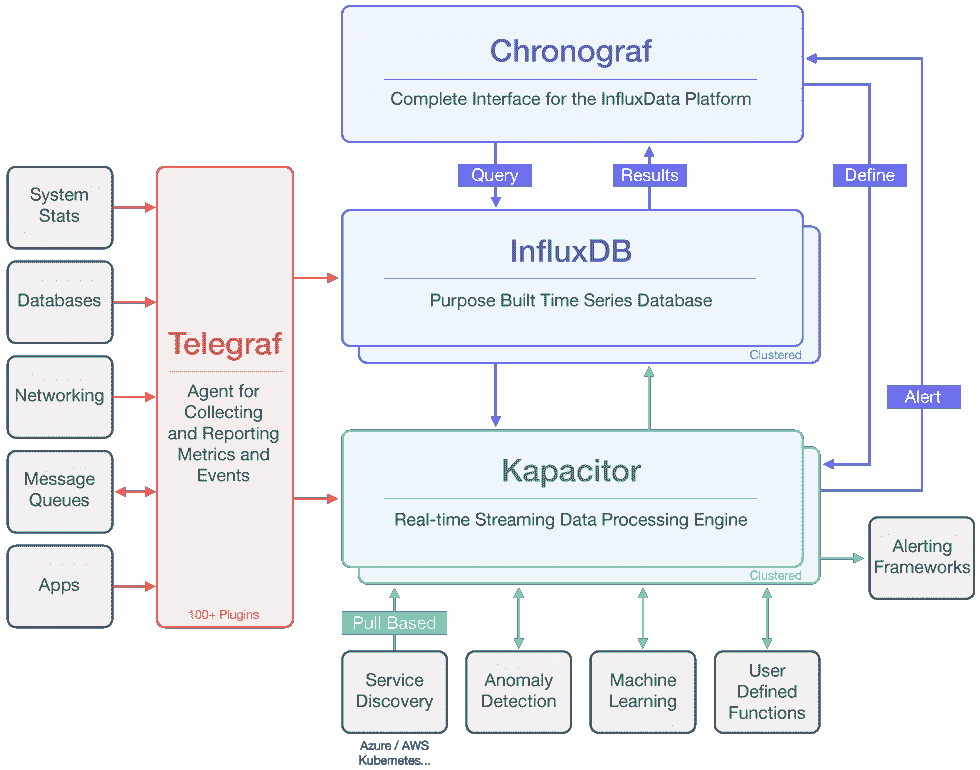 Chronograf
Complete Interface for the InfluxData Platform
Query
Results
Define
System
Stats
Databases
Networking
Message
Queues
Apps
Telegraf
Agent for
Collecting
and Reporting
Metrics and
Events
100+ Plugins
InfluxDB
Purpose Built Time Series Database
Clustered
Alert
Kapacitor
Real-time Streaming Data Processing Engine
Clustered
Alerting
Frameworks
Pull Based
Service
Discovery
Azure / AWS
Kubernetes...
Anomaly
Detection
Machine
Learning
User
Defined
Functions